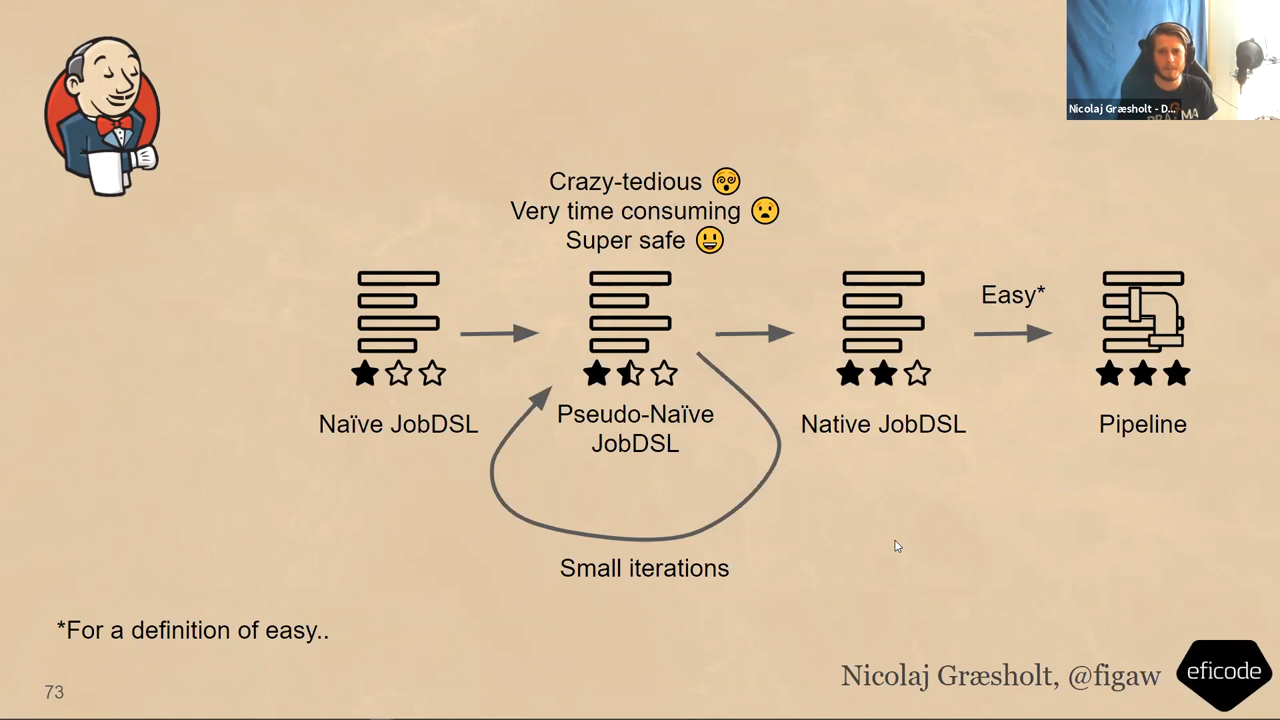 Nicolaj Græsholt - D...
Crazy-tedious 😵
Very time consuming 😦
Super safe 😃
Easy*
Naïve JobDSL
Pseudo-Naïve
JobDSL
Native JobDSL
Pipeline
Small iterations
*For a definition of easy..
73
Nicolaj Græsholt, @figaw
eficode